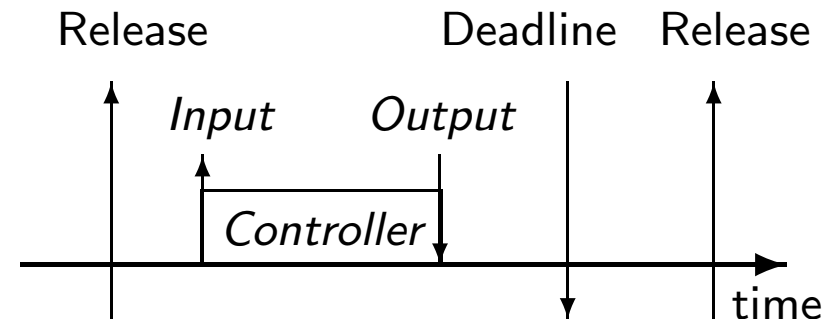 Release Deadline Release
Input Output
Controller
time